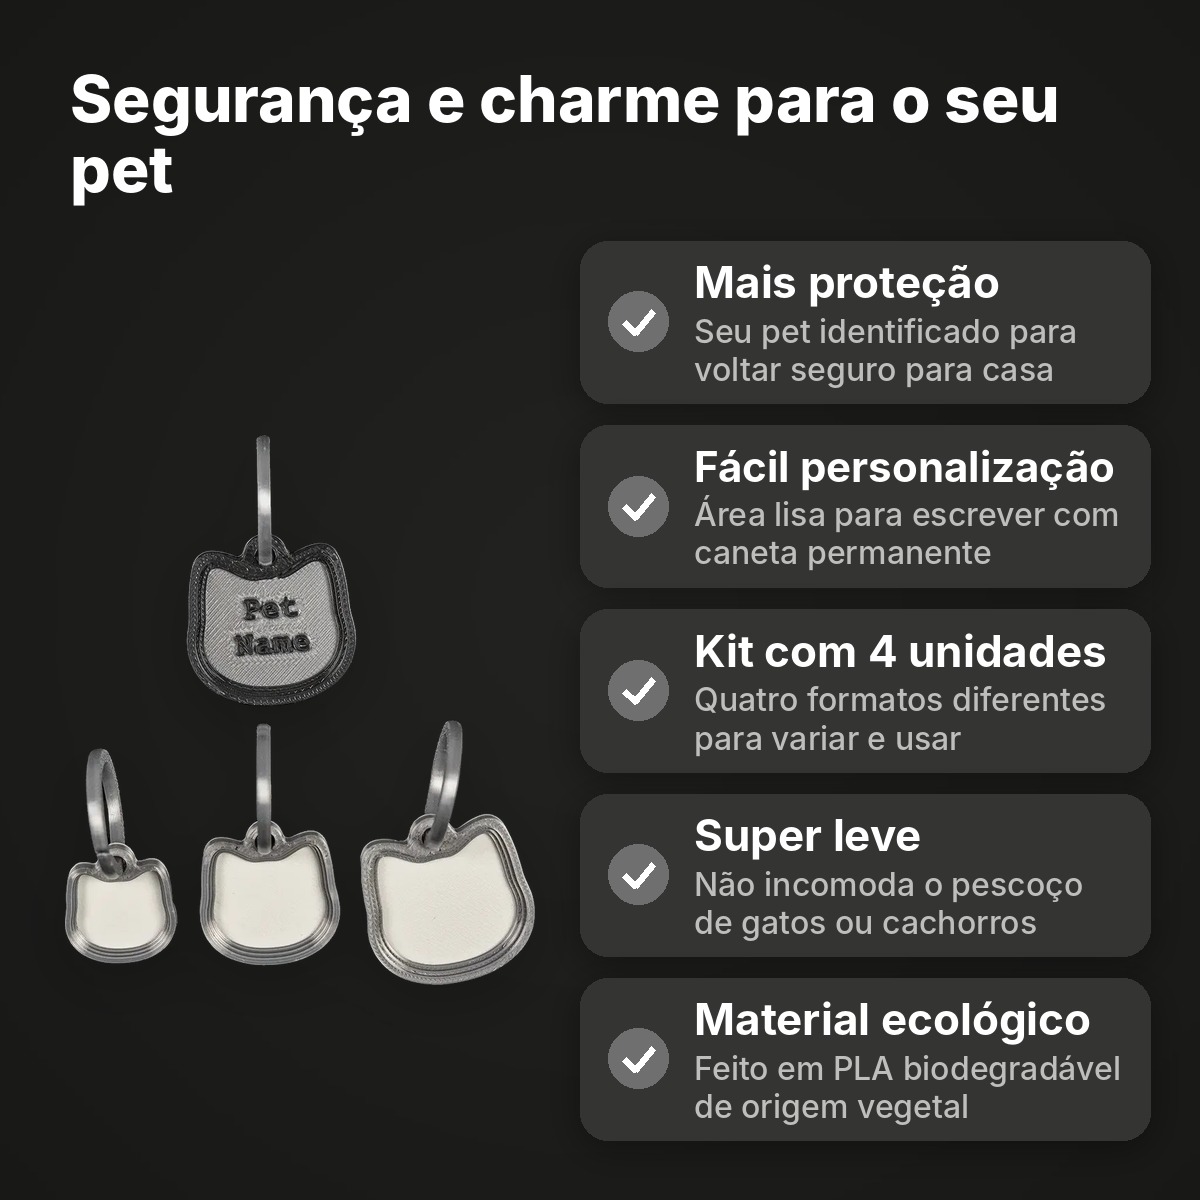 Segurança e charme para o seu
pet
Mais proteção
Seu pet identificado para
voltar seguro para casa
Fácil personalização
Área lisa para escrever com
caneta permanente
Kit com 4 unidades
Quatro formatos diferentes
para variar e usar
Super leve
Não incomoda o pescoço
de gatos ou cachorros
Material ecológico
Feito em PLA biodegradável
de origem vegetal
Pet
Name